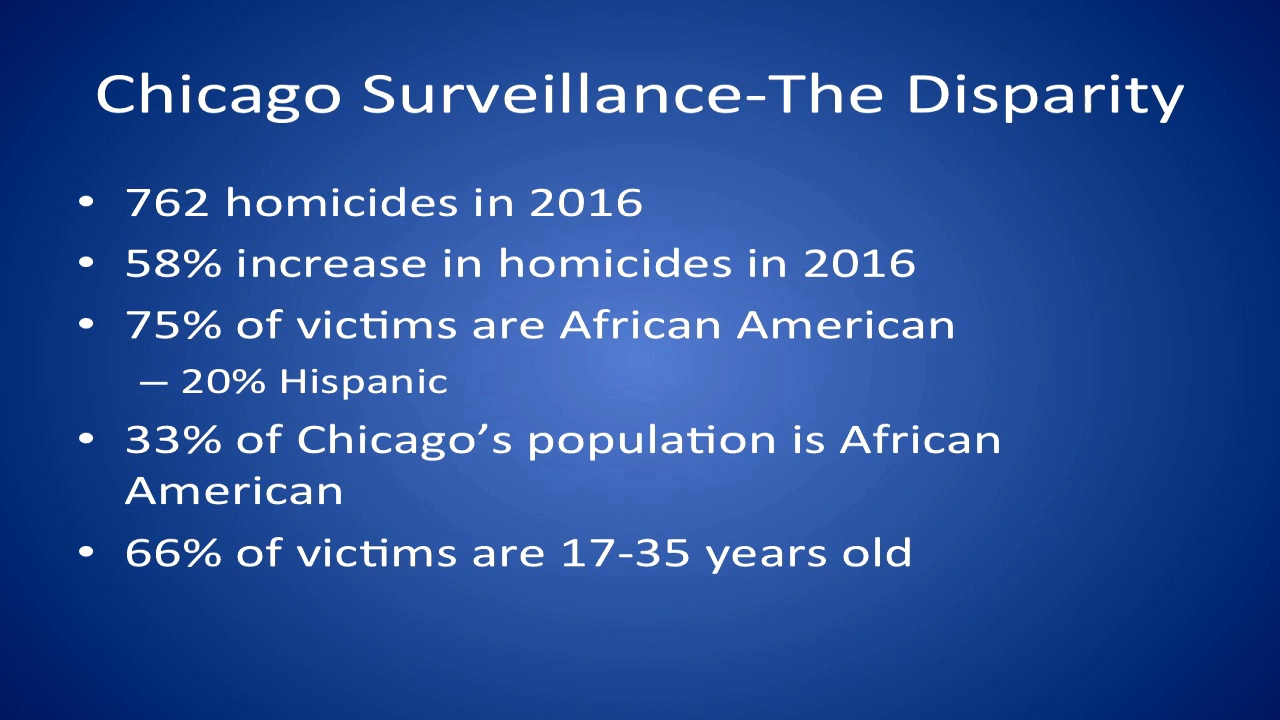 Chicago Surveillance-The Disparity
• 762 homicides in 2016
• 58% increase in homicides in 2016
• 75% of victims are African American
– 20% Hispanic
• 33% of Chicago’s population is African
American
• 66% of victims are 17-35 years old